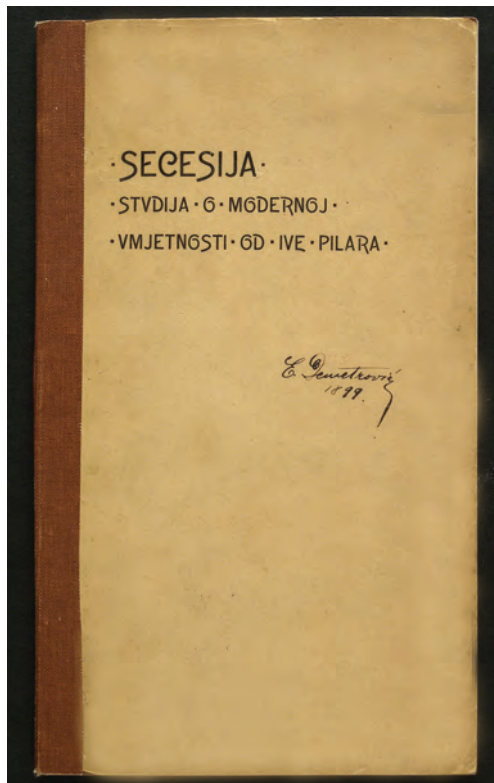 ·SECESIJA·
·STVDIJA·O·MODERNOJ·
·VMJETNOSTI·OD·IVE·PILARA·
E Demetrović
1899.